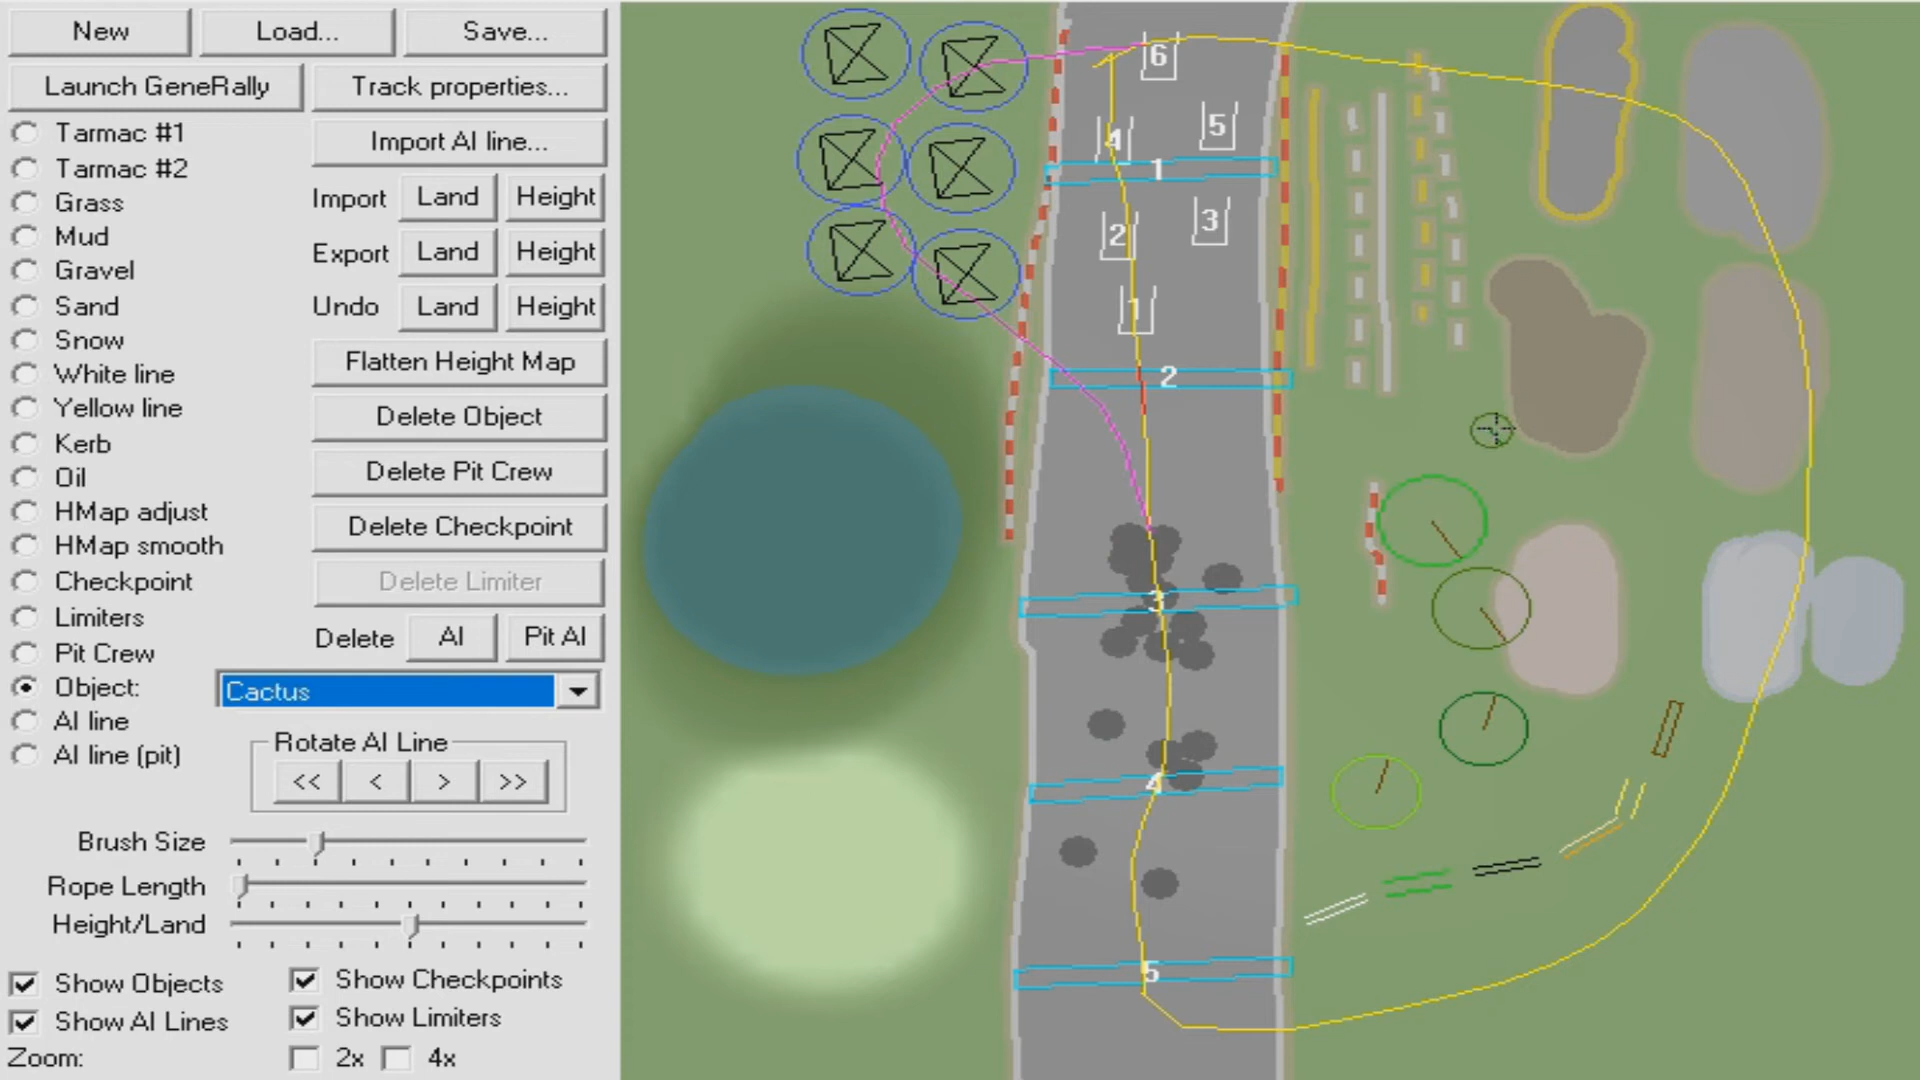 New Load... Save...
Launch GeneRally Track properties...
Tarmac #1
Import AI line...
Tarmac #2
Grass
Import Land Height
Mud
Export Land Height
Gravel
Sand
Undo Land Height
Snow
Flatten Height Map
White line
Yellow line
Delete Object
Kerb
Delete Pit Crew
Oil
HMap adjust
Delete Checkpoint
HMap smooth
Checkpoint
Delete Limiter
Limiters
Delete AI Pit AI
Pit Crew
Object: Cactus
AI line
AI line (pit)
Rotate AI Line
<< < > >>
Brush Size
Rope Length
Height/Land
Show Objects Show Checkpoints
Show AI Lines Show Limiters
Zoom: 2x 4x
6
5
4
1
3
2
1
2
3
4
5